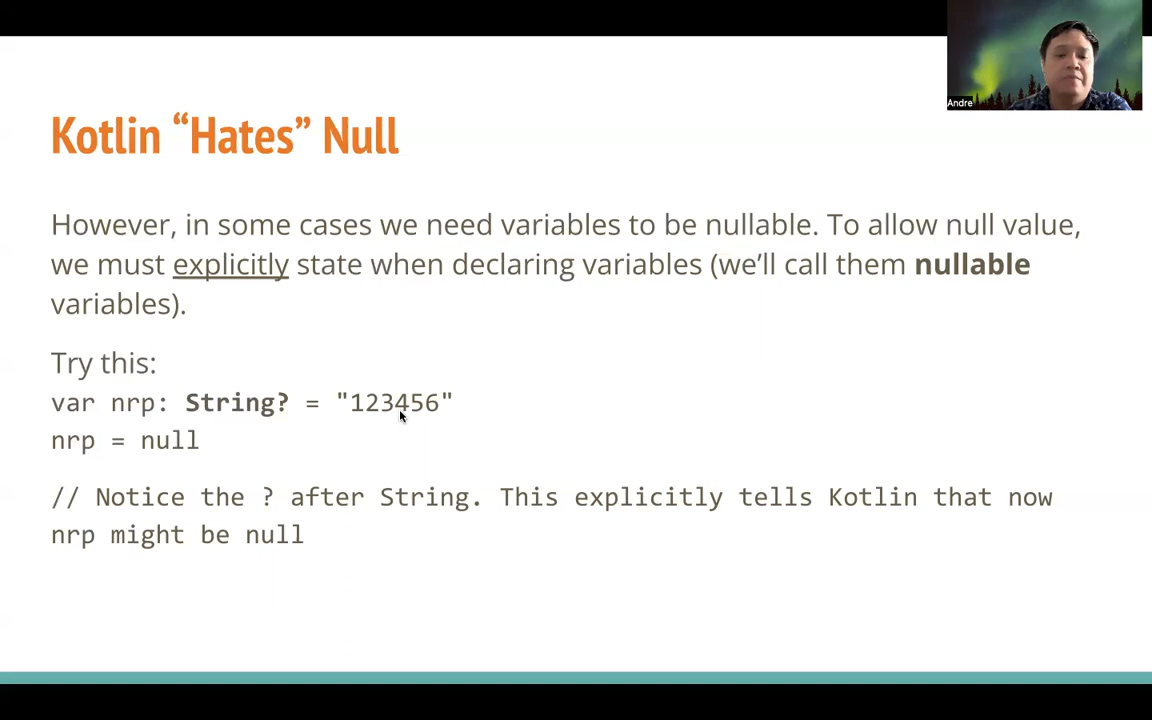 Andre
Kotlin “Hates” Null
However, in some cases we need variables to be nullable. To allow null value,
we must explicitly state when declaring variables (we’ll call them nullable
variables).
Try this:
var nrp: String? = "123456"
nrp = null
// Notice the ? after String. This explicitly tells Kotlin that now
nrp might be null